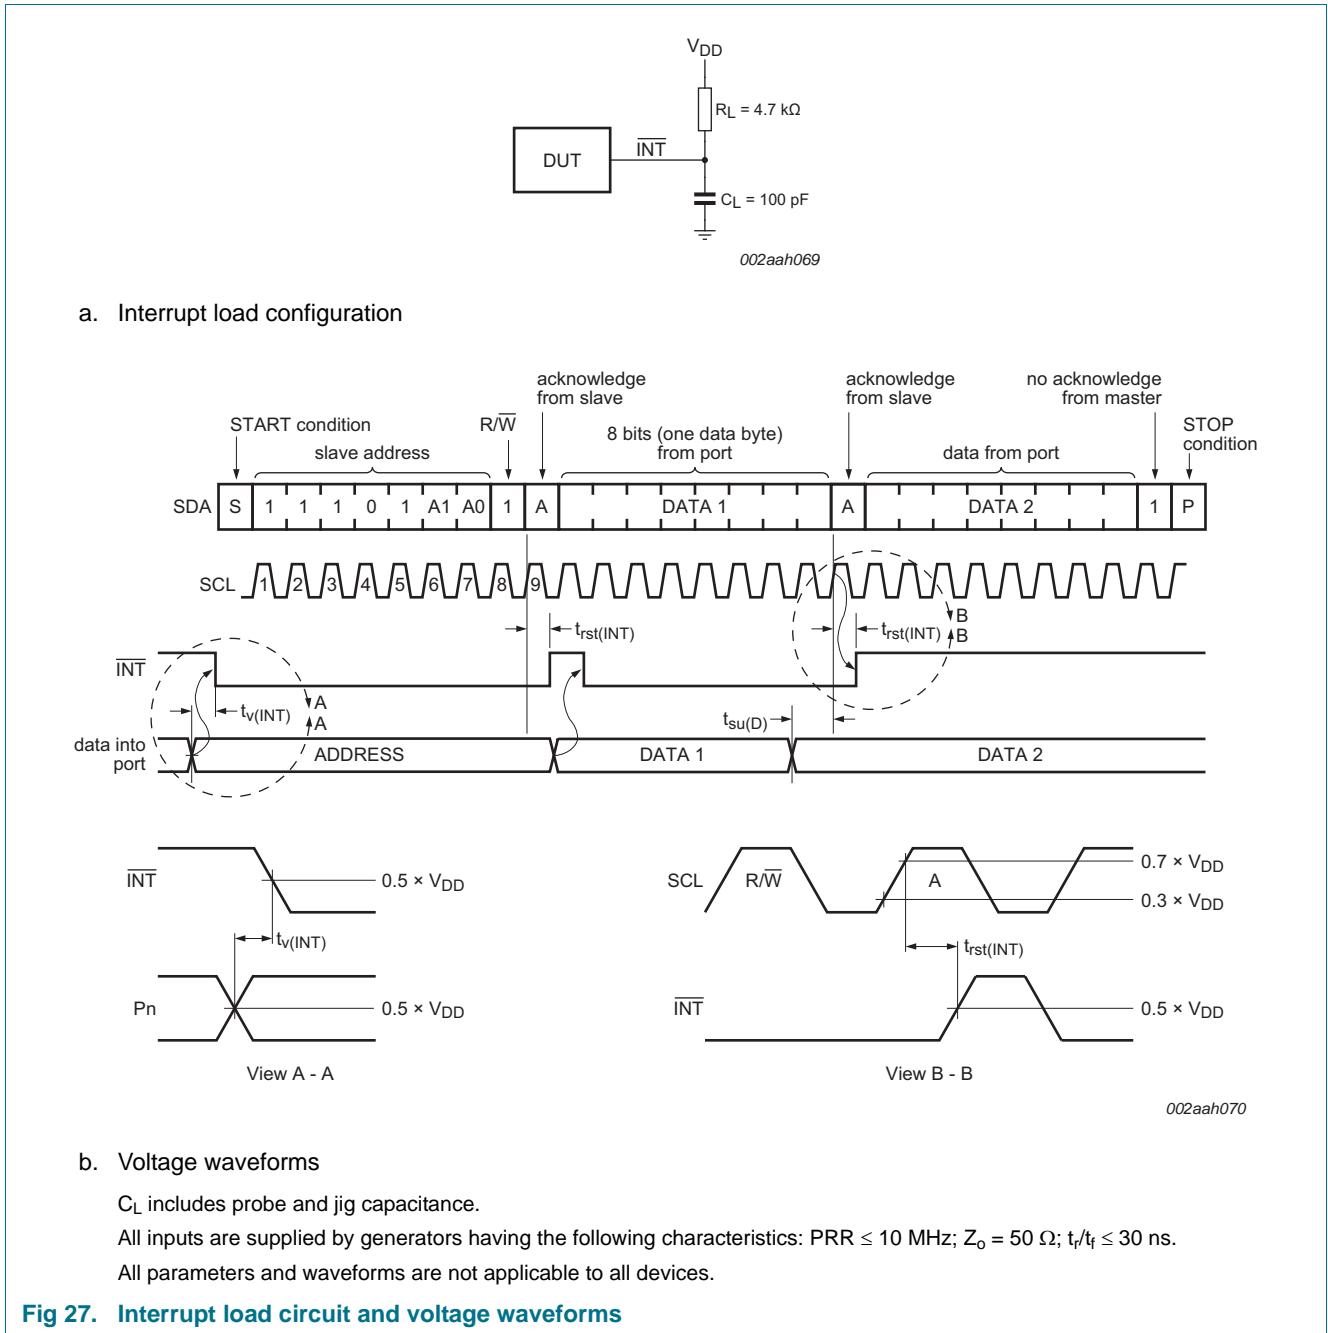 VDD
RL = 4.7 kΩ
DUT
INT
CL = 100 pF
002aah069
a. Interrupt load configuration
acknowledge
from slave
acknowledge
from slave
no acknowledge
from master
START condition
R/W
8 bits (one data byte)
from port
STOP
condition
slave address
data from port
SDA S 1 1 1 0 1 A1 A0 1 A DATA 1 A DATA 2 1 P
SCL 1 2 3 4 5 6 7 8 9
trst(INT)
trst(INT)
B
B
INT
tv(INT)
A
A
tsu(D)
data into
port
ADDRESS DATA 1 DATA 2
INT
0.5 × VDD
tv(INT)
Pn
0.5 × VDD
View A - A
SCL R/W A
0.7 × VDD
0.3 × VDD
trst(INT)
INT
0.5 × VDD
View B - B
002aah070
b. Voltage waveforms
CL includes probe and jig capacitance.
All inputs are supplied by generators having the following characteristics: PRR ≤ 10 MHz; Zo = 50 Ω; tr/tf ≤ 30 ns.
All parameters and waveforms are not applicable to all devices.
Fig 27. Interrupt load circuit and voltage waveforms